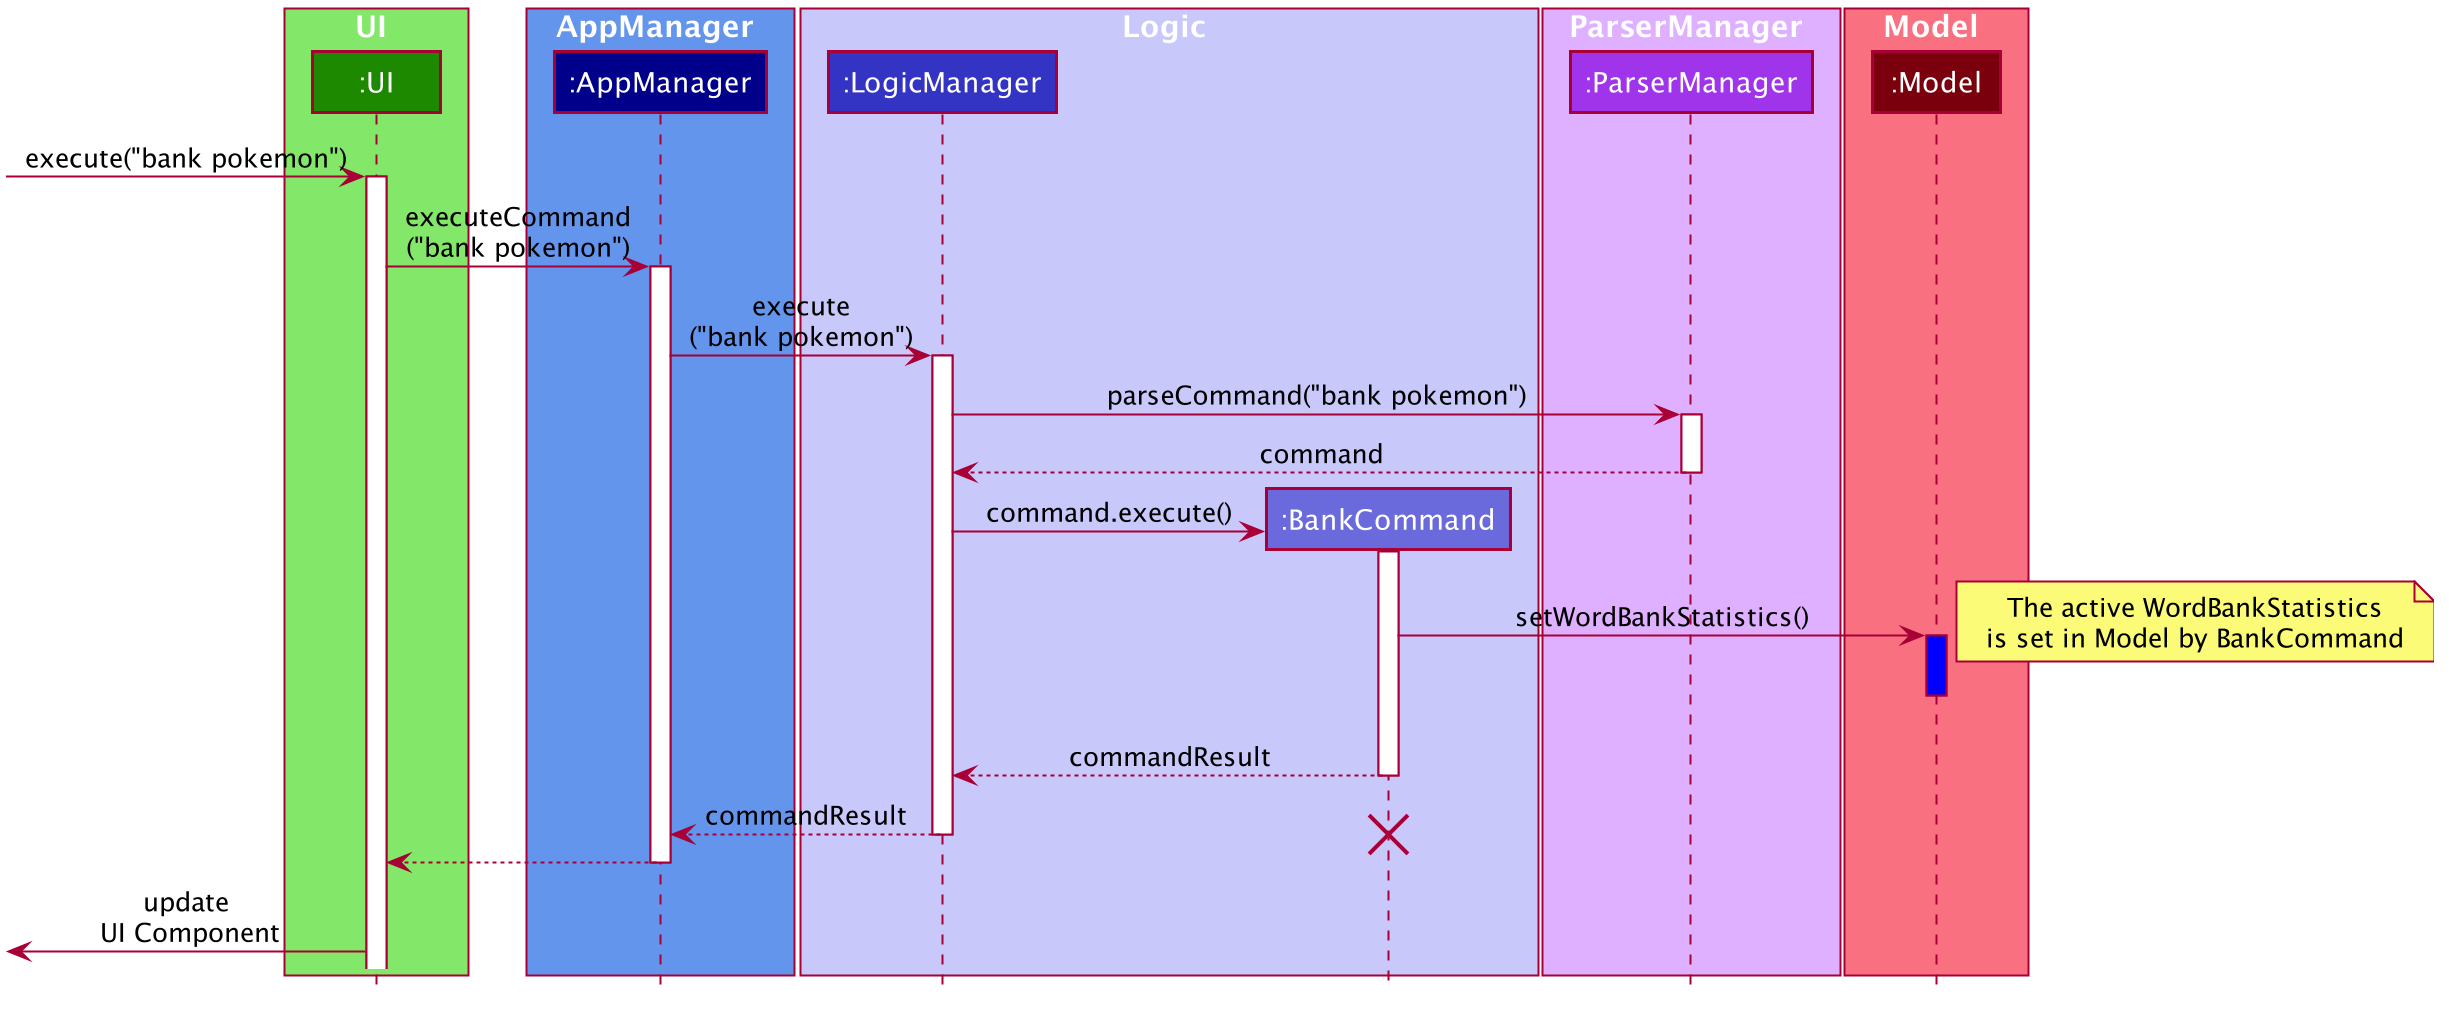 UI
AppManager
Logic
ParserManager
Model
:UI
:AppManager
:LogicManager
:ParserManager
:Model
execute("bank pokemon")
executeCommand
("bank pokemon")
execute
("bank pokemon")
parseCommand("bank pokemon")
command
command.execute()
:BankCommand
setWordBankStatistics()
The active WordBankStatistics
is set in Model by BankCommand
commandResult
commandResult
update
UI Component